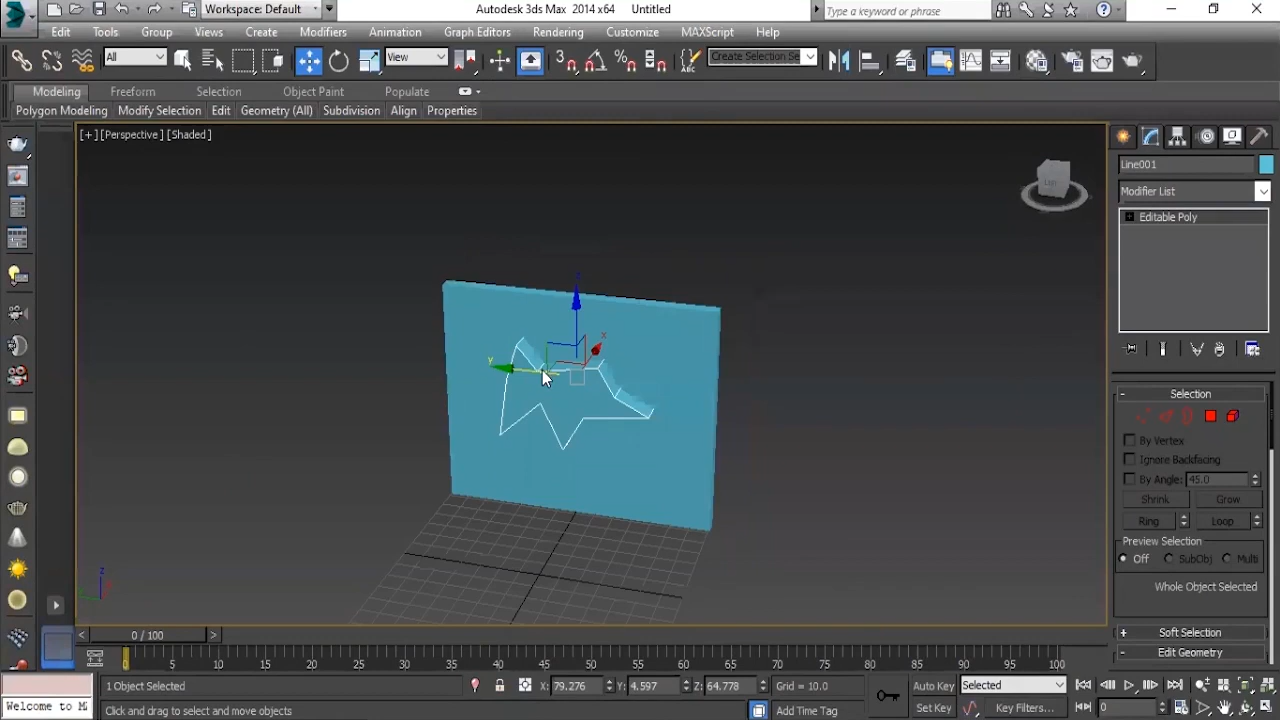 Workspace: Default
Autodesk 3ds Max 2014 x64
Untitled
Type a keyword or phrase
Edit Tools Group Views Create Modifiers Animation Graph Editors Rendering Customize MAXScript Help
All
View
3
Create Selection Se
Modeling Freeform Selection Object Paint Populate
Polygon Modeling Modify Selection Edit Geometry (All) Subdivision Align Properties
[+] [Perspective] [Shaded]
Line001
Modifier List
Editable Poly
z
x
y
Selection
By Vertex
Ignore Backfacing
By Angle: 45.0
Shrink Grow
Ring Loop
Preview Selection
Off SubObj Multi
Whole Object Selected
Soft Selection
Edit Geometry
z
< 0 / 100 >
0 5 10 15 20 25 30 35 40 45 50 55 60 65 70 75 80 85 90 95 100
1 Object Selected
X: 79.276 Y: 4.597 Z: 64.778 Grid = 10.0
Auto Key Selected
Welcome to M
Click and drag to select and move objects
Add Time Tag
Set Key Key Filters... 0